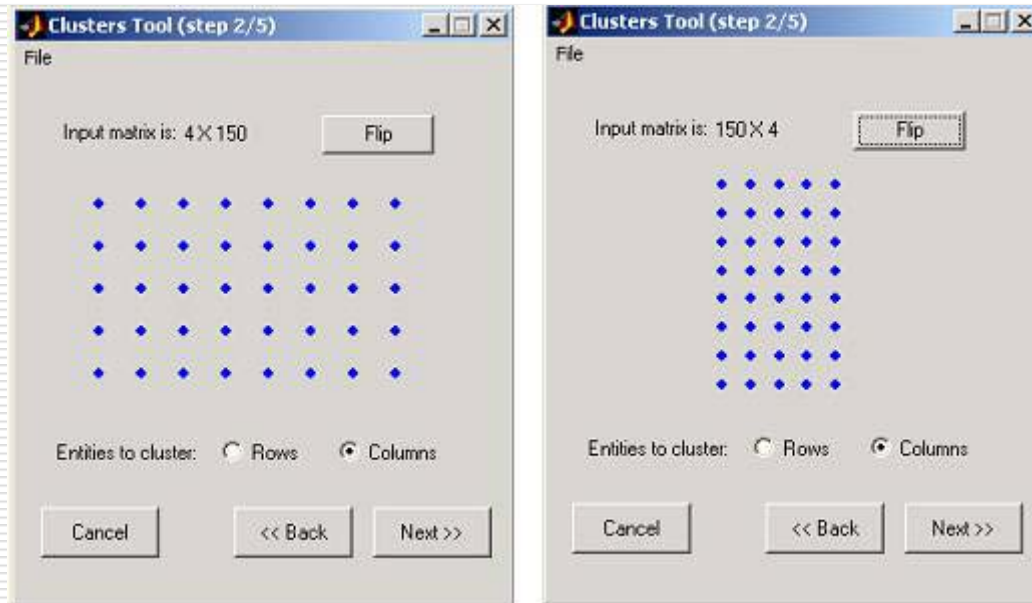 Clusters Tool (step 2/5)
File
Input matrix is: 4 X 150
Flip
Entities to cluster: Rows Columns
Cancel
<< Back
Next >>
Clusters Tool (step 2/5)
File
Input matrix is: 150 X 4
Flip
Entities to cluster: Rows Columns
Cancel
<< Back
Next >>